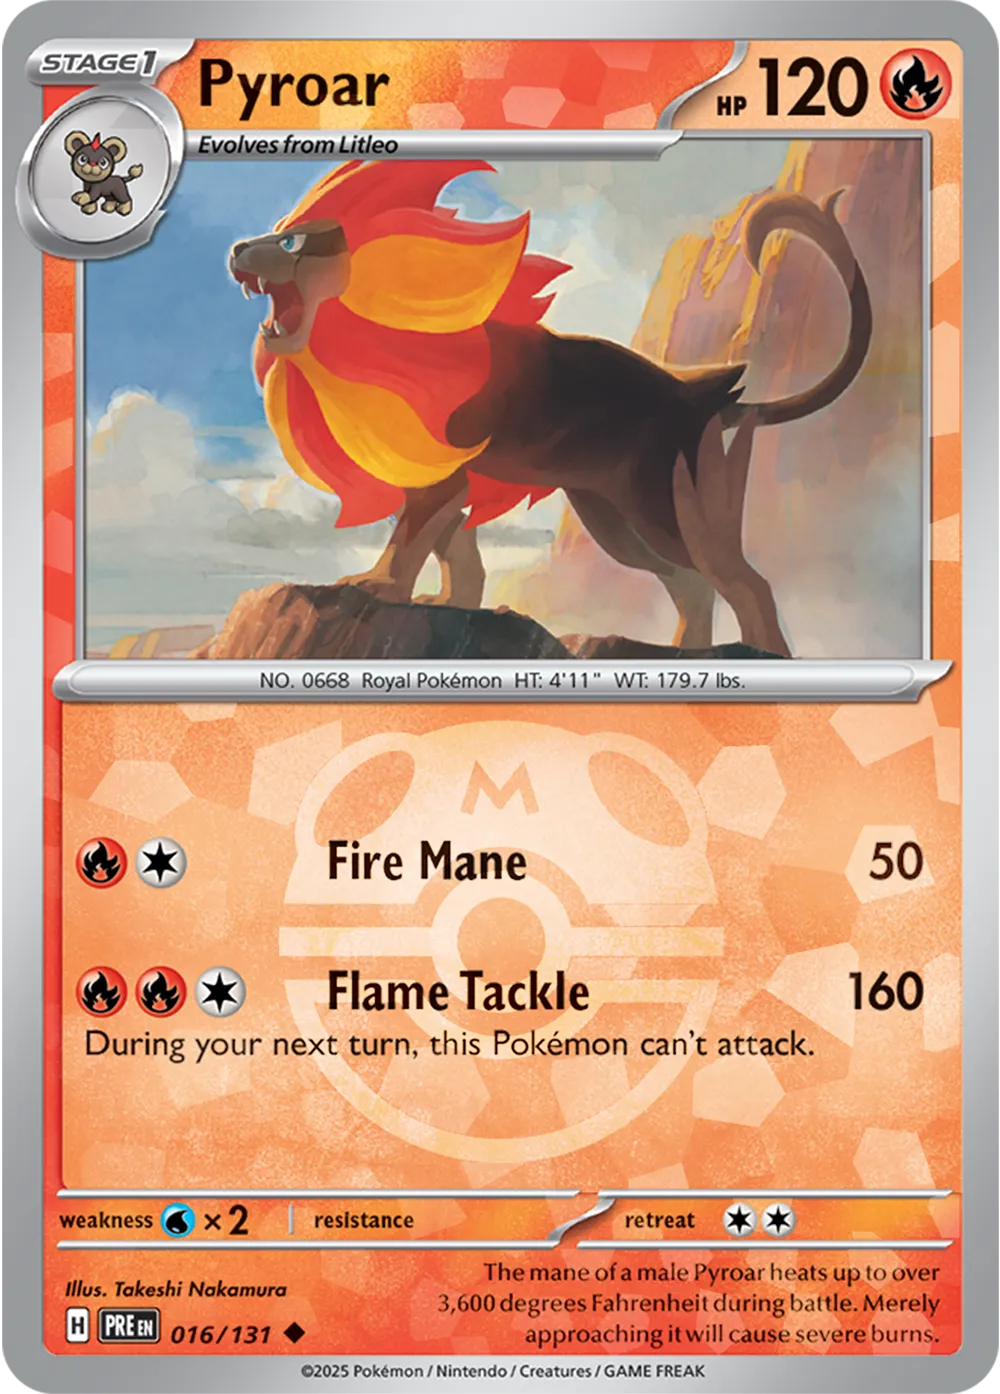 STAGE 1
Pyroar
HP 120
Evolves from Litleo
NO. 0668 Royal Pokémon HT: 4'11" WT: 179.7 lbs.
M
Fire Mane 50
Flame Tackle 160
During your next turn, this Pokémon can't attack.
weakness ×2 resistance retreat
Illus. Takeshi Nakamura
The mane of a male Pyroar heats up to over
3,600 degrees Fahrenheit during battle. Merely
approaching it will cause severe burns.
H PRE EN 016/131
©2025 Pokémon / Nintendo / Creatures / GAME FREAK